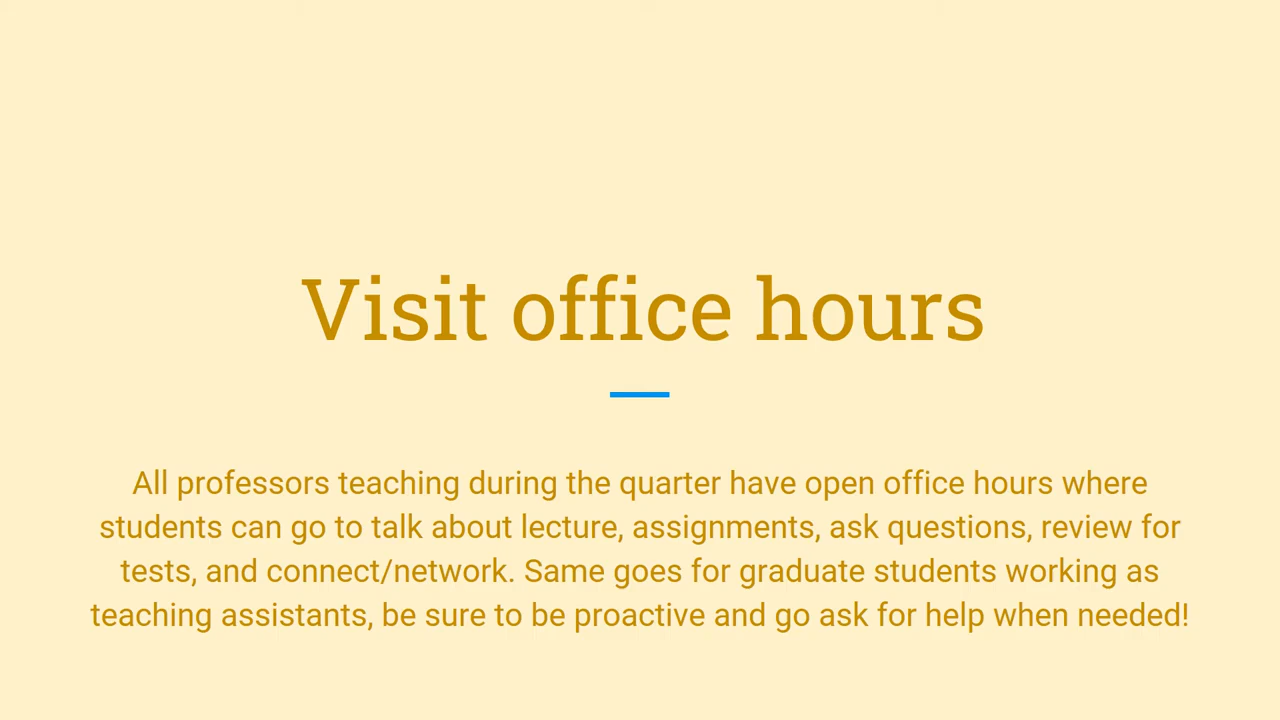 Visit office hours
All professors teaching during the quarter have open office hours where
students can go to talk about lecture, assignments, ask questions, review for
tests, and connect/network. Same goes for graduate students working as
teaching assistants, be sure to be proactive and go ask for help when needed!